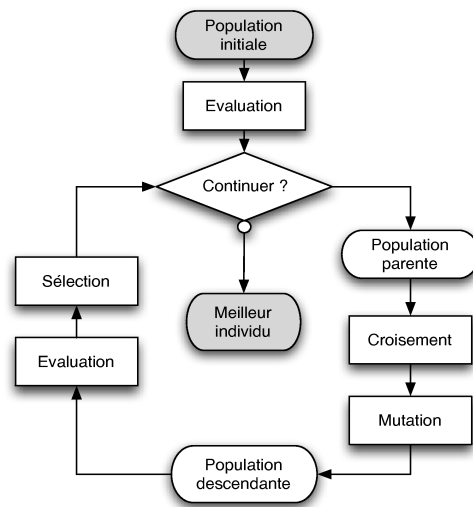 Population
initiale
Evaluation
Continuer ?
Population
parente
Sélection
Meilleur
individu
Croisement
Evaluation
Mutation
Population
descendante